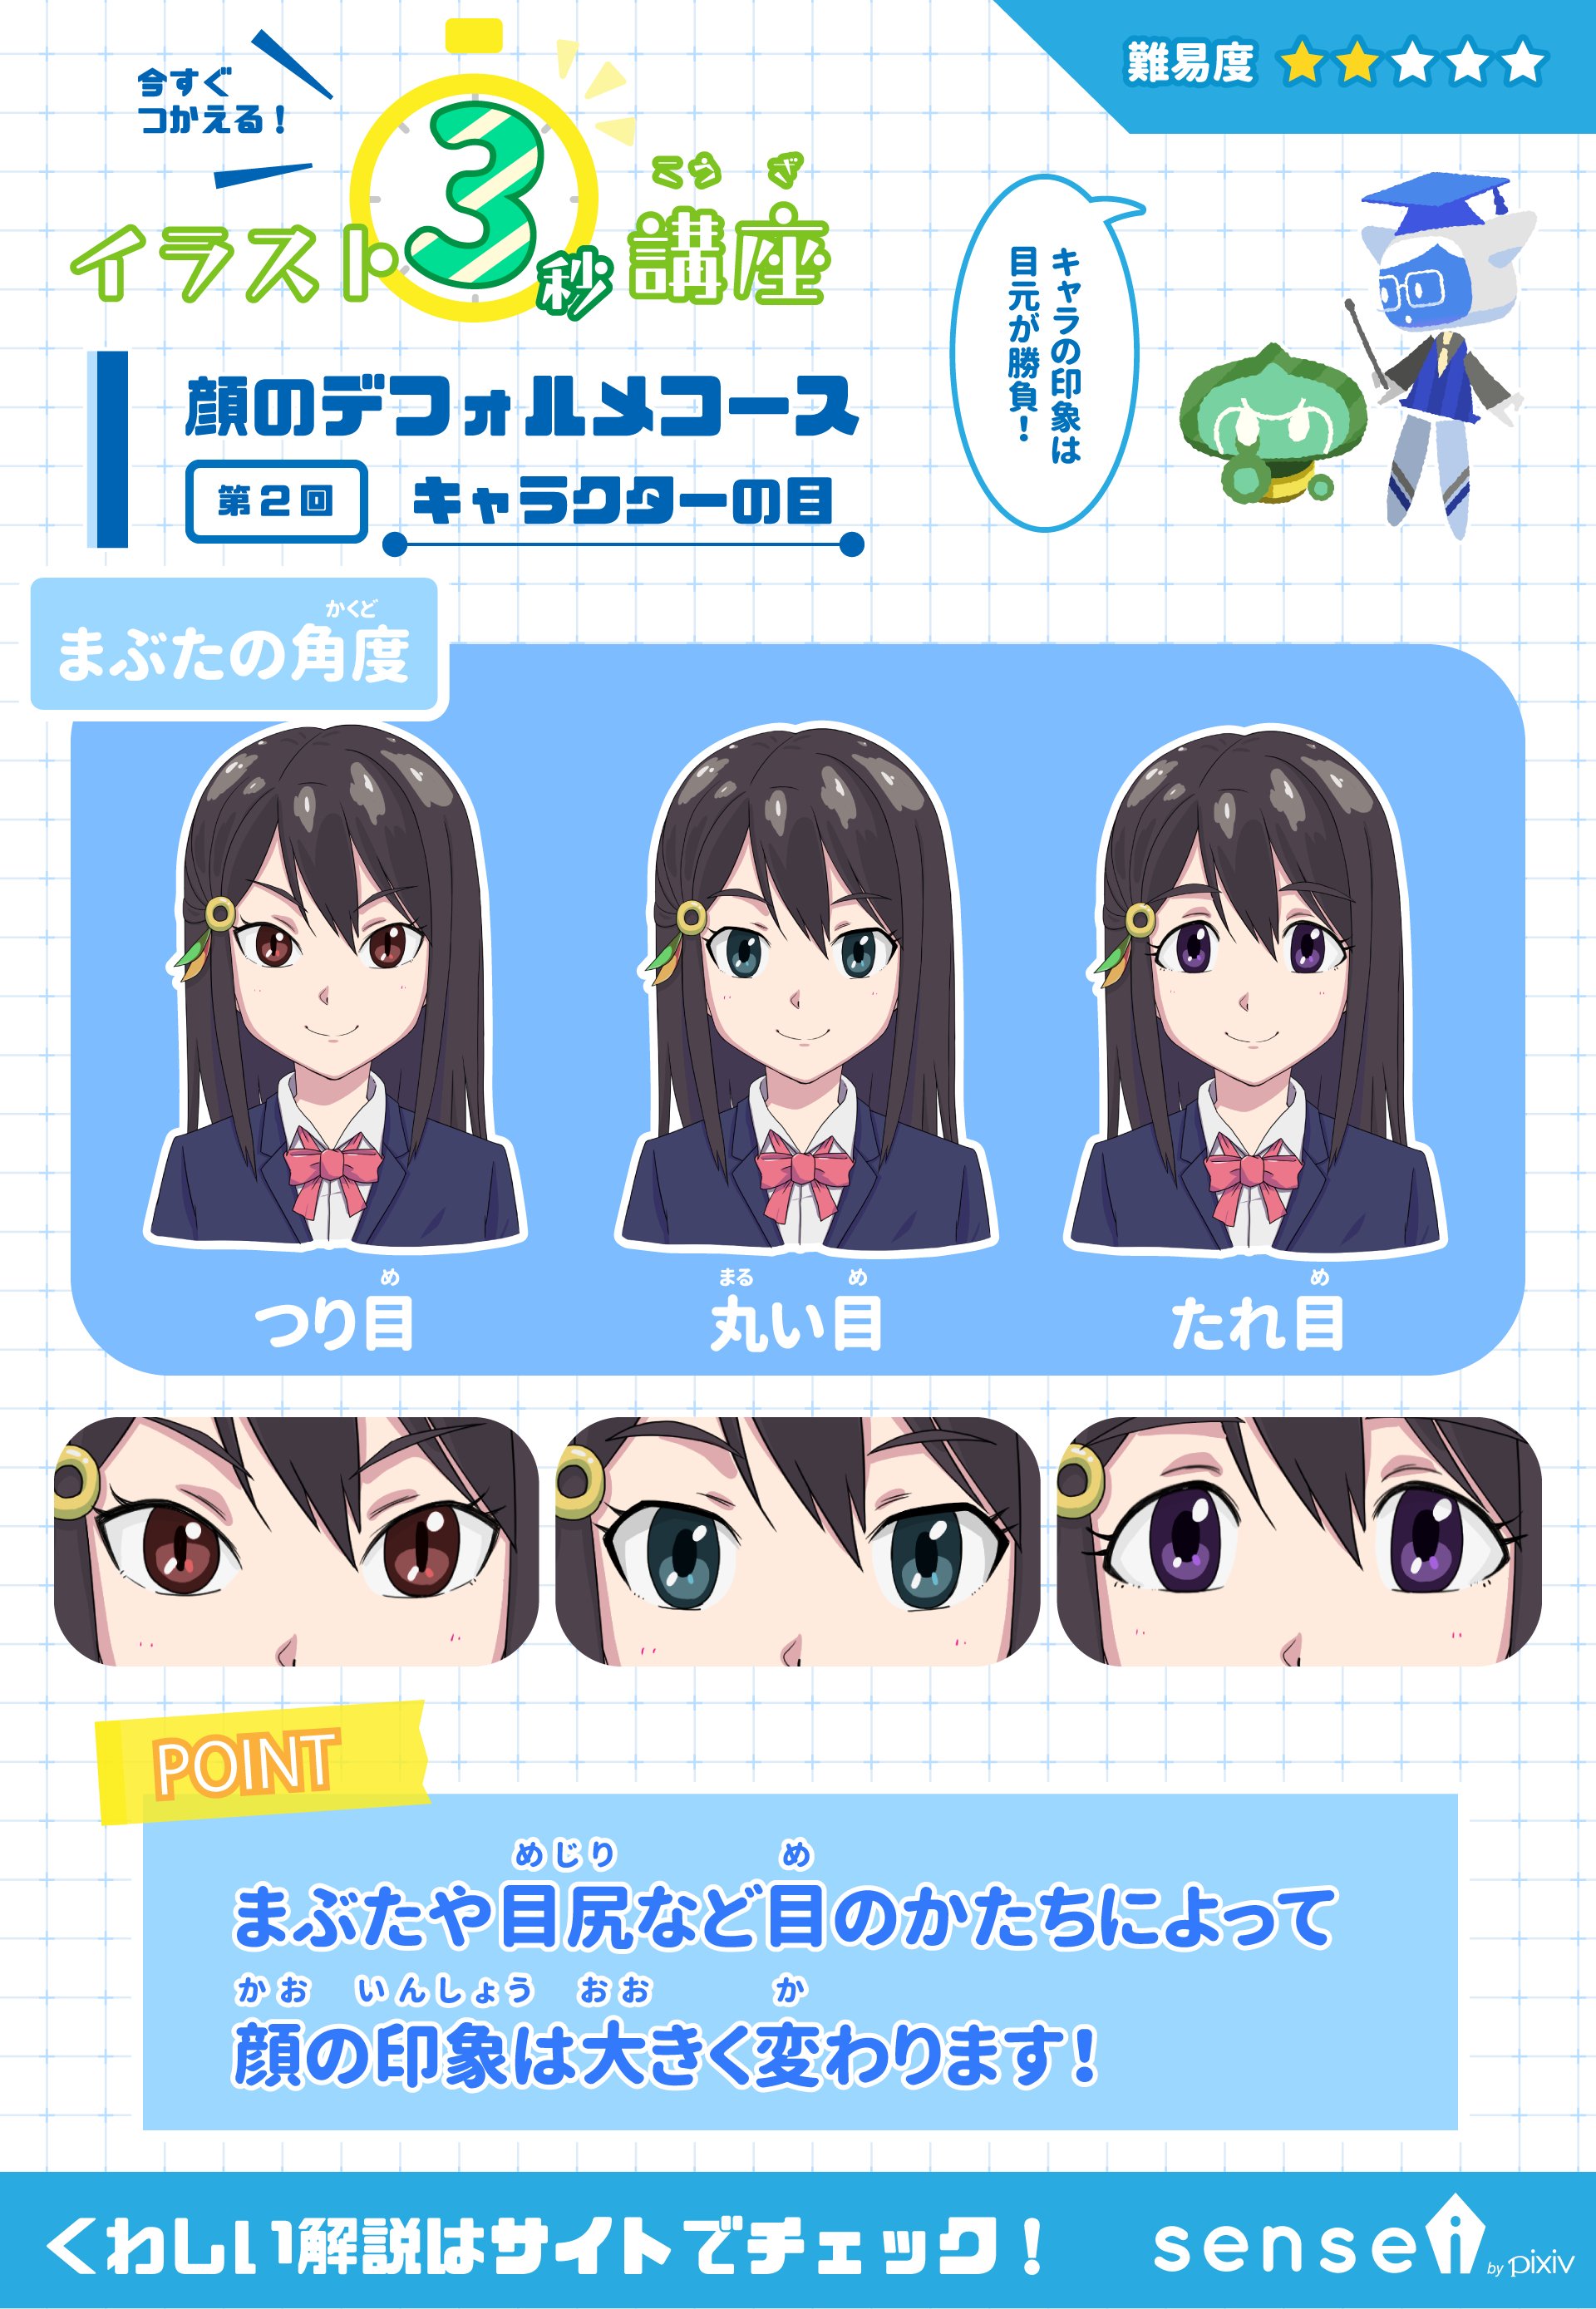 難易度
今すぐ
つかえる！
イラスト3秒講座
こうざ
キャラの印象は
目元が勝負！
顔のデフォルメコース
第2回 キャラクターの目
かくど
まぶたの角度
め
つり目
まる め
丸い目
め
たれ目
POINT
めじり め
まぶたや目尻など目のかたちによって
かお いんしょう おお か
顔の印象は大きく変わります！
くわしい解説はサイトでチェック！
sensei by pixiv